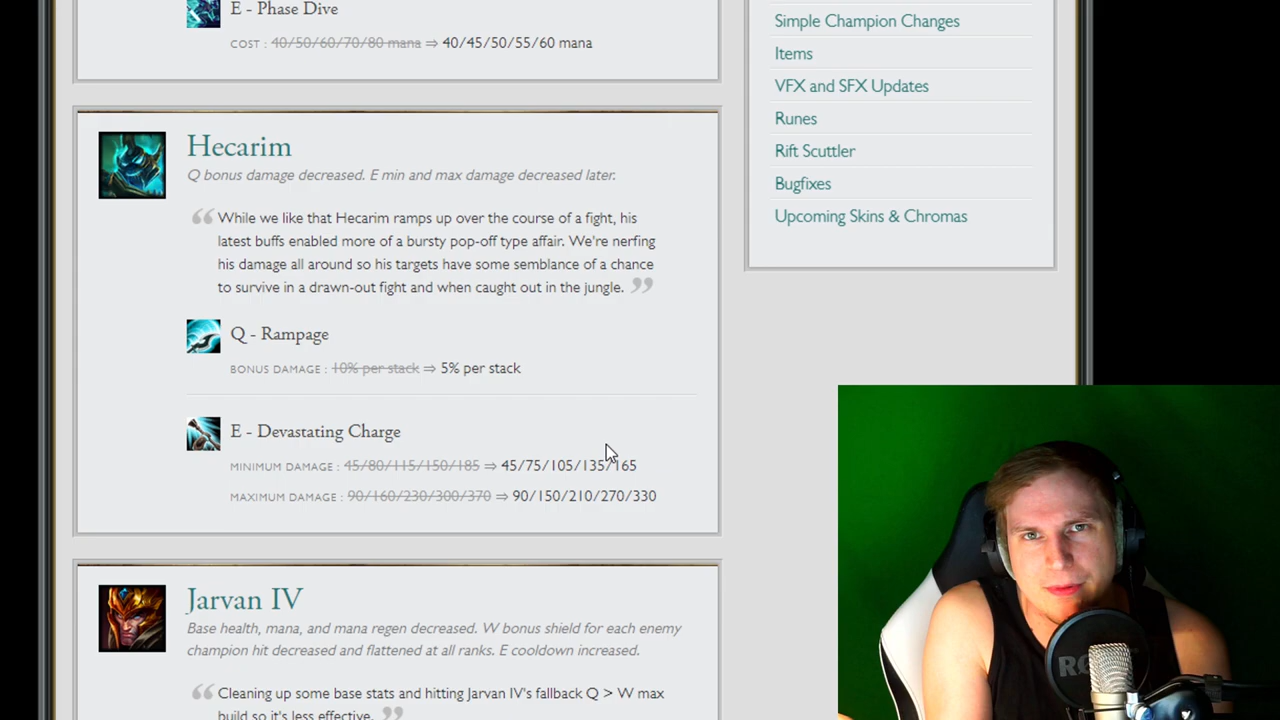 E - Phase Dive
COST : 40/50/60/70/80 mana ⇒ 40/45/50/55/60 mana
Hecarim
Q bonus damage decreased. E min and max damage decreased later.
“ While we like that Hecarim ramps up over the course of a fight, his
latest buffs enabled more of a bursty pop-off type affair. We're nerfing
his damage all around so his targets have some semblance of a chance
to survive in a drawn-out fight and when caught out in the jungle. ”
Q - Rampage
BONUS DAMAGE : 10% per stack ⇒ 5% per stack
E - Devastating Charge
MINIMUM DAMAGE : 45/80/115/150/185 ⇒ 45/75/105/135/165
MAXIMUM DAMAGE : 90/160/230/300/370 ⇒ 90/150/210/270/330
Jarvan IV
Base health, mana, and mana regen decreased. W bonus shield for each enemy
champion hit decreased and flattened at all ranks. E cooldown increased.
“ Cleaning up some base stats and hitting Jarvan IV's fallback Q > W max
build so it's less effective. ”
Simple Champion Changes
Items
VFX and SFX Updates
Runes
Rift Scuttler
Bugfixes
Upcoming Skins & Chromas